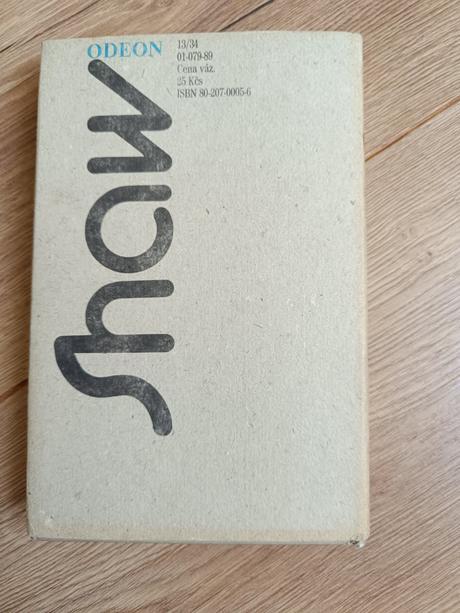 ODEON
13/34
01-079-89
Cena váz.
25 Kčs
ISBN 80-207-0005-6
shaw